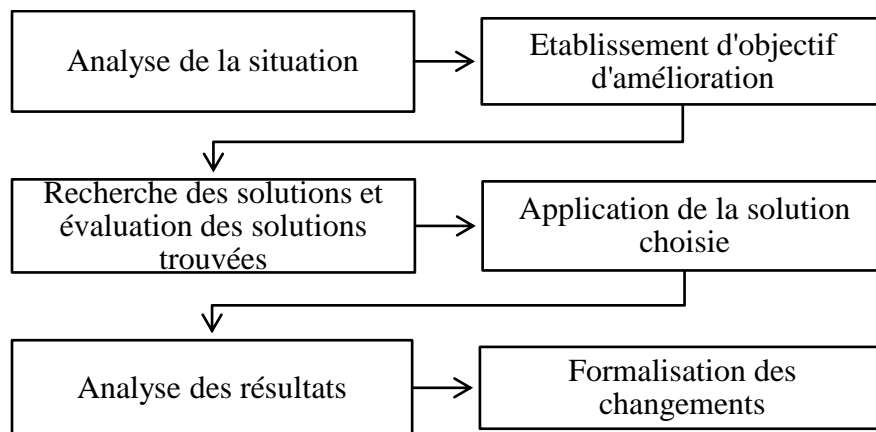 Analyse de la situation
Etablissement d'objectif
d'amélioration
Recherche des solutions et
évaluation des solutions
trouvées
Application de la solution
choisie
Analyse des résultats
Formalisation des
changements